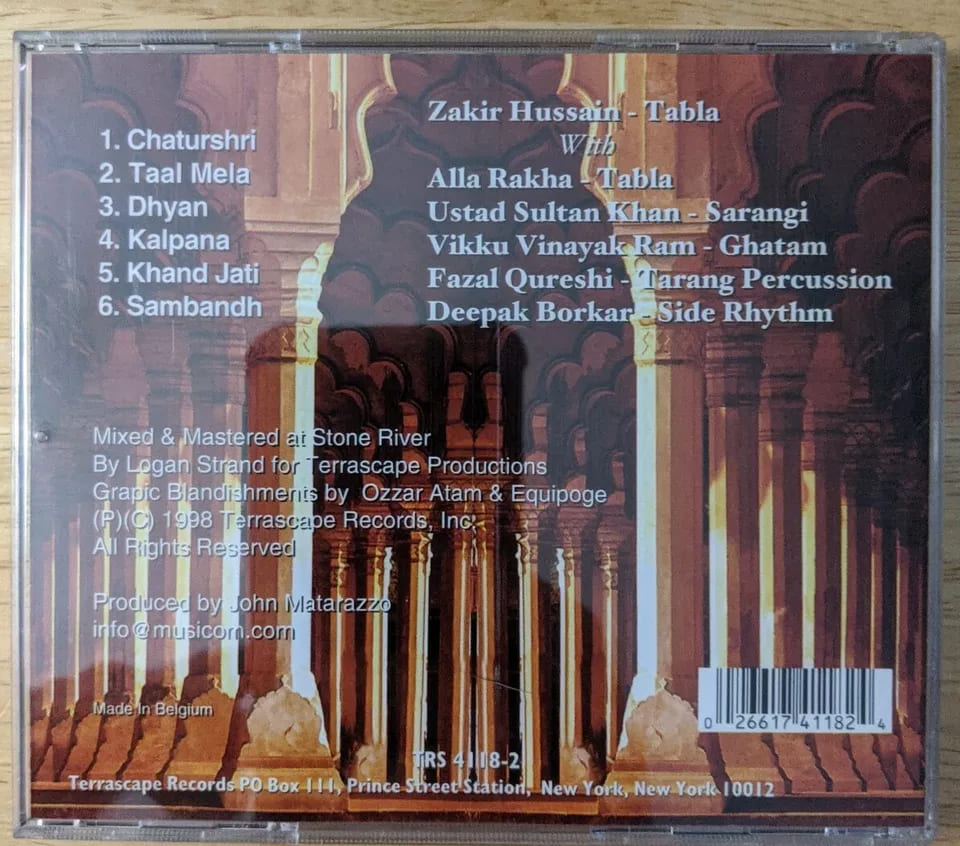 1. Chaturshri
2. Taal Mela
3. Dhyan
4. Kalpana
5. Khand Jati
6. Sambandh
Zakir Hussain - Tabla
With
Alla Rakha - Tabla
Ustad Sultan Khan - Sarangi
Vikku Vinayak Ram - Ghatam
Fazal Qureshi - Tarang Percussion
Deepak Borkar - Side Rhythm
Mixed & Mastered at Stone River
By Logan Strand for Terrascape Productions
Grapic Blandishments by Ozzar Atam & Equipoge
(P)(C) 1998 Terrascape Records, Inc.
All Rights Reserved
Produced by John Matarazzo
info@musicom.com
Made In Belgium
0 26617 41182 4
TRS 4118-2
Terrascape Records PO Box 111, Prince Street Station, New York, New York 10012